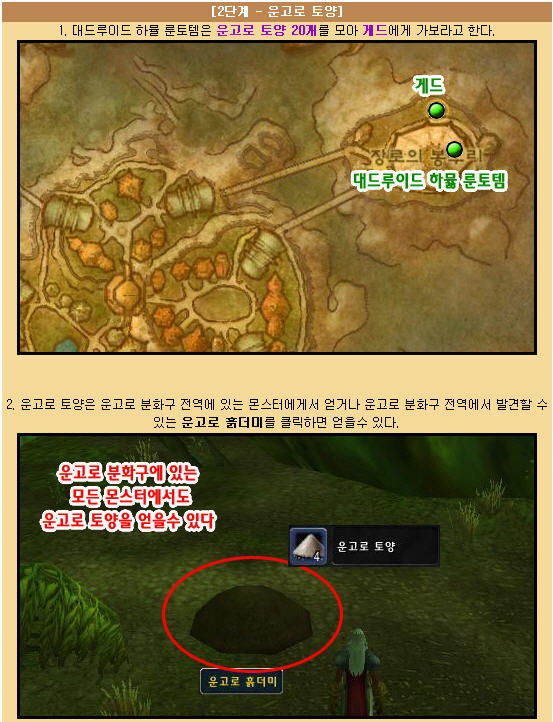 [2단계 - 운고로 토양]
1. 대드루이드 하뮬 룬토템은 운고로 토양 20개를 모아 게드에게 가보라고 한다.
게드
장로의 봉우리
대드루이드 하뮬 룬토템
2. 운고로 토양은 운고로 분화구 전역에 있는 몬스터에게서 얻거나 운고로 분화구 전역에서 발견할 수
있는 운고로 흙더미를 클릭하면 얻을수 있다.
운고로 분화구에 있는
모든 몬스터에서도
운고로 토양을 얻을수 있다
4
운고로 토양
운고로 흙더미